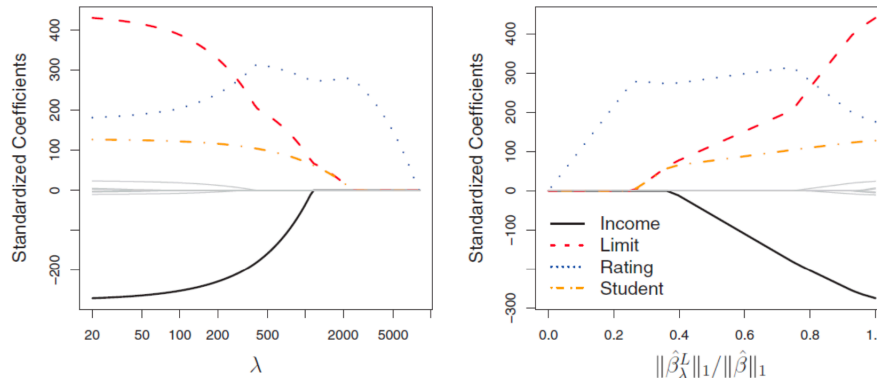 Standardized Coefficients
400
300
200
100
0
-200
20 50 100 200 500 2000 5000
λ
Standardized Coefficients
400
300
200
100
0
-100
-300
Income
Limit
Rating
Student
0.0 0.2 0.4 0.6 0.8 1.
‖β̂λᴸ‖₁/‖β̂‖₁